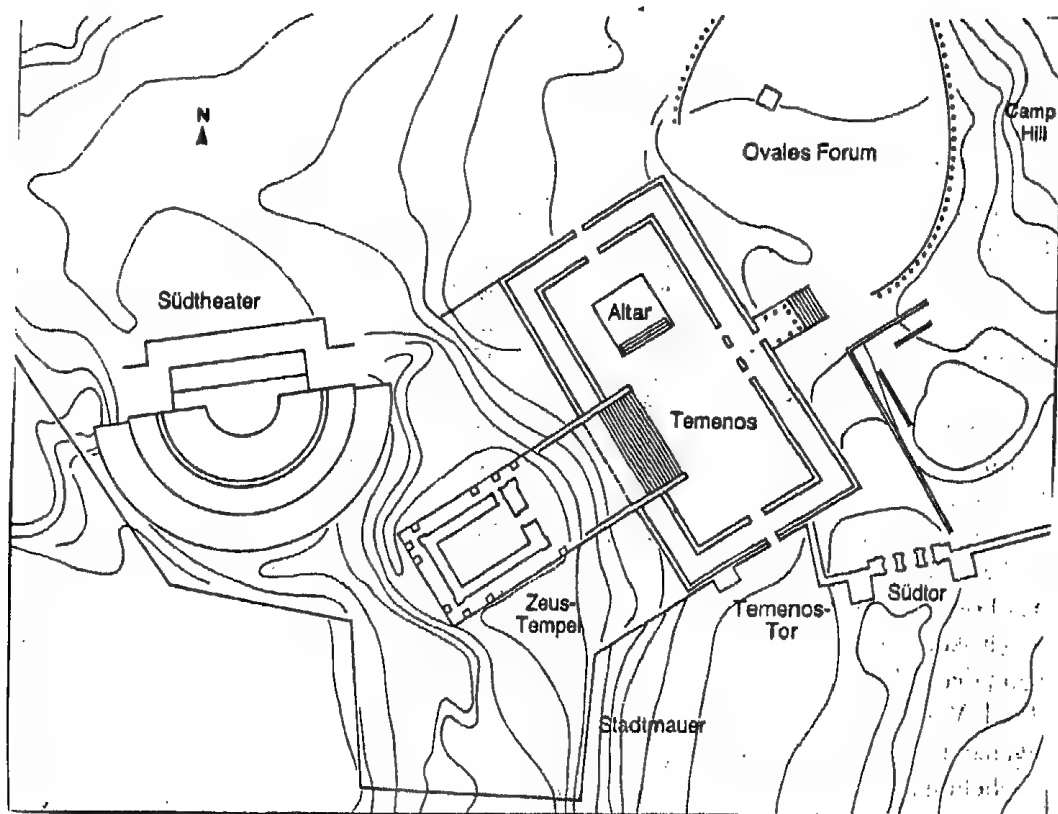 N
Camp
Hill
Ovales Forum
Südtheater
Altar
Temenos
Zeus-
Tempel
Temenos-
Tor
Südtor
Stadtmauer